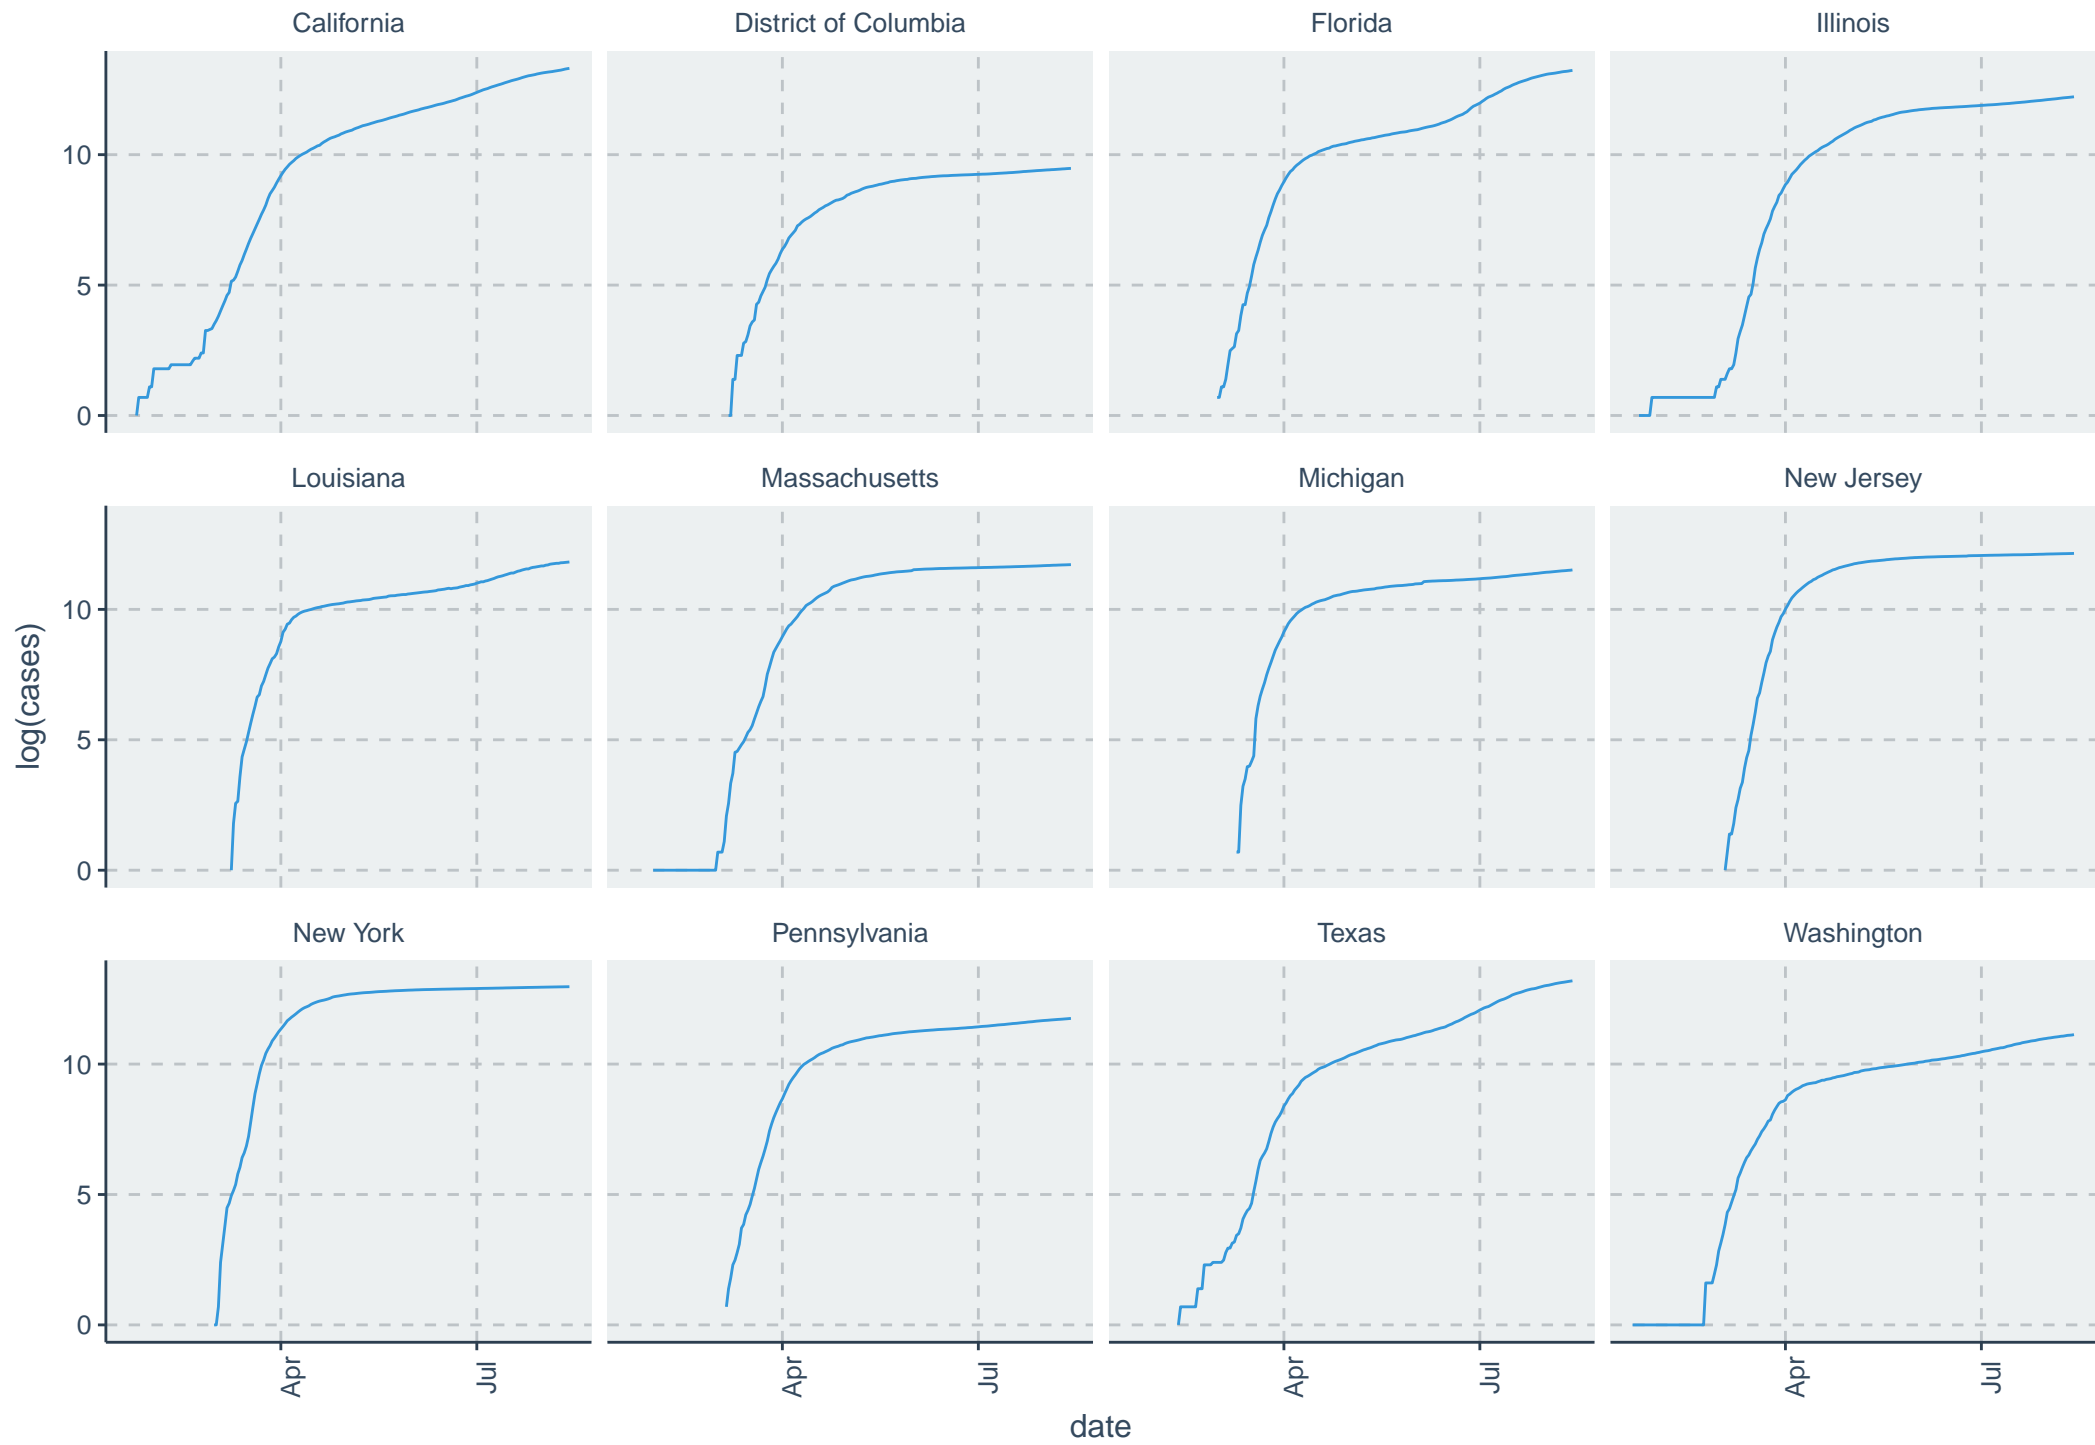 California District of Columbia Florida Illinois
10
5
0
Louisiana Massachusetts Michigan New Jersey
10
5
0
log(cases)
New York Pennsylvania Texas Washington
10
5
0
Apr Jul Apr Jul Apr Jul Apr Jul
date